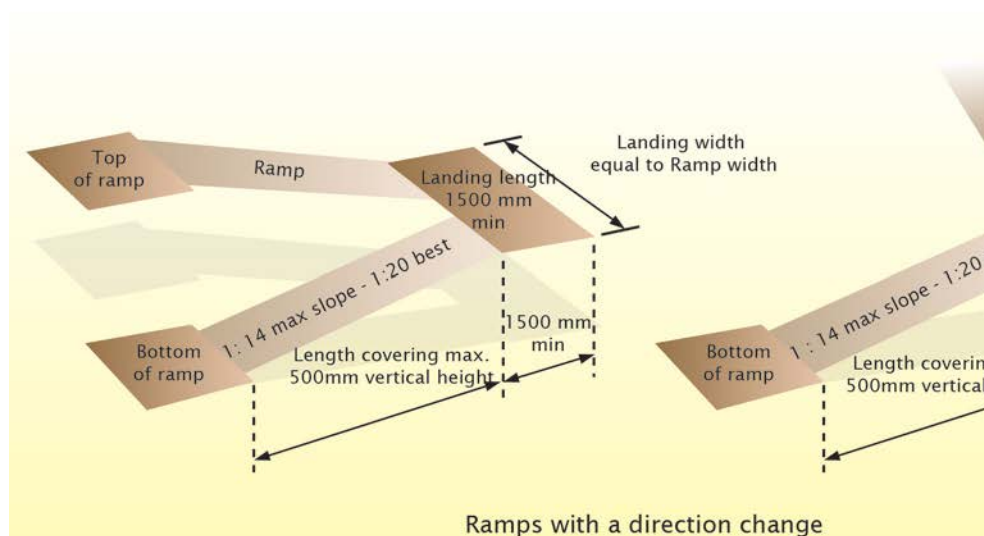 Top
of ramp
Ramp
Landing length
1500 mm
min
Landing width
equal to Ramp width
1: 14 max slope - 1:20 best
Bottom
of ramp
Length covering max.
500mm vertical height
1500 mm
min
1 : 14 max slope - 1:20
Bottom
of ramp
Length coverin
500mm vertical
Ramps with a direction change